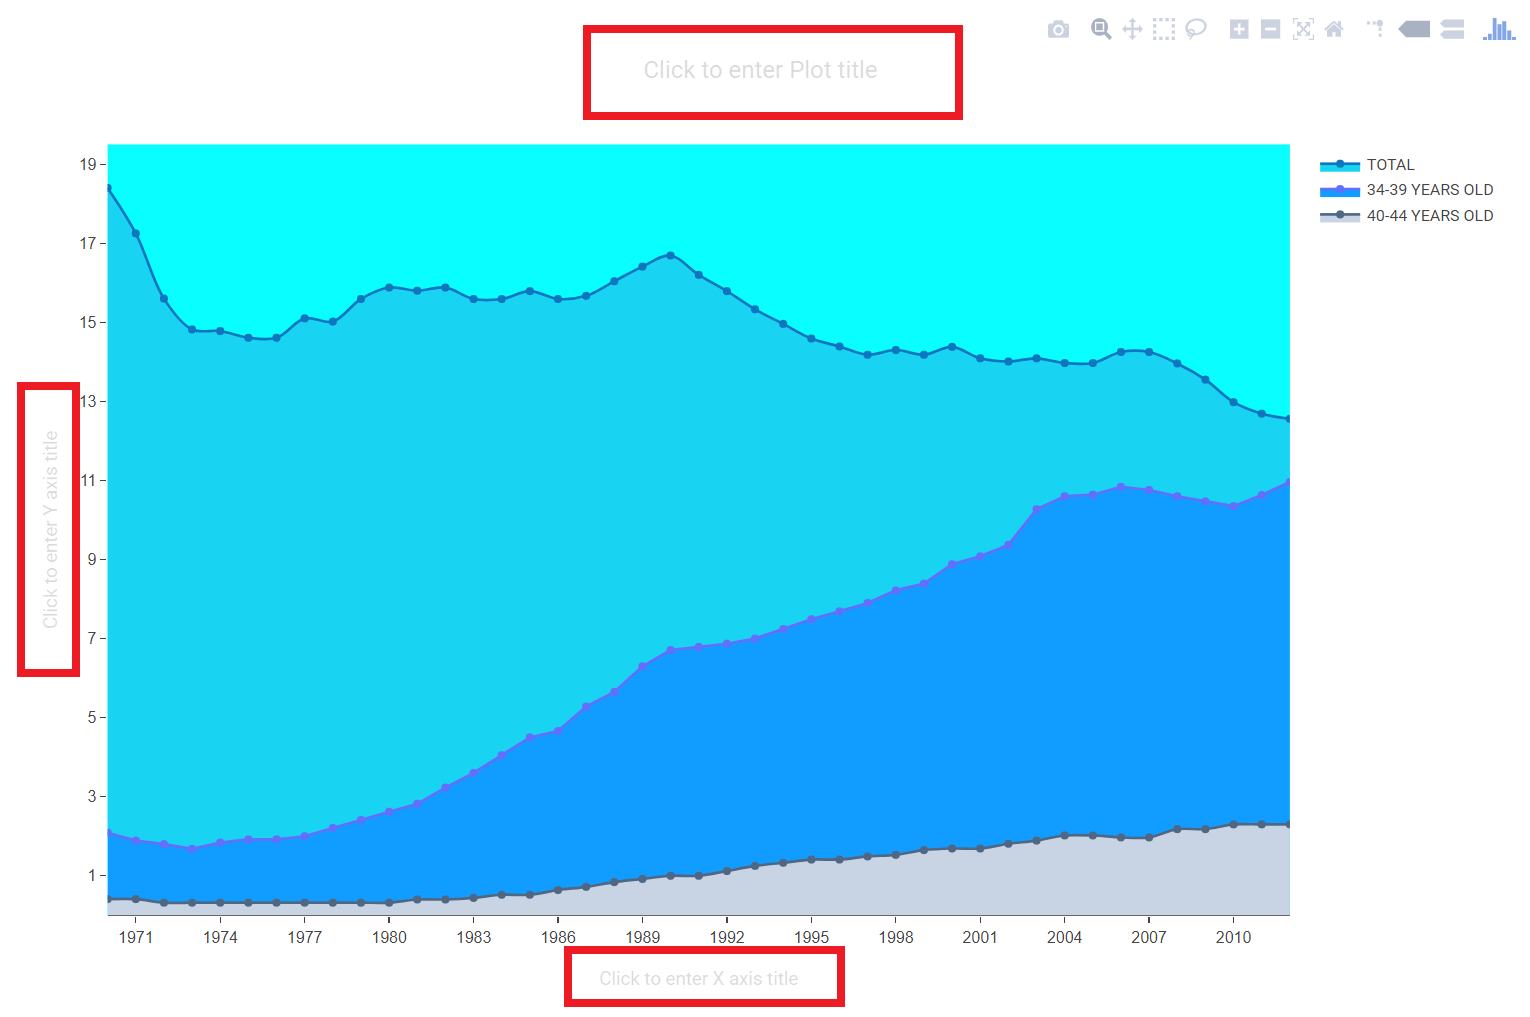 Click to enter Plot title
TOTAL
34-39 YEARS OLD
40-44 YEARS OLD
19
17
15
13
11
9
7
5
3
1
Click to enter Y axis title
1971 1974 1977 1980 1983 1986 1989 1992 1995 1998 2001 2004 2007 2010
Click to enter X axis title